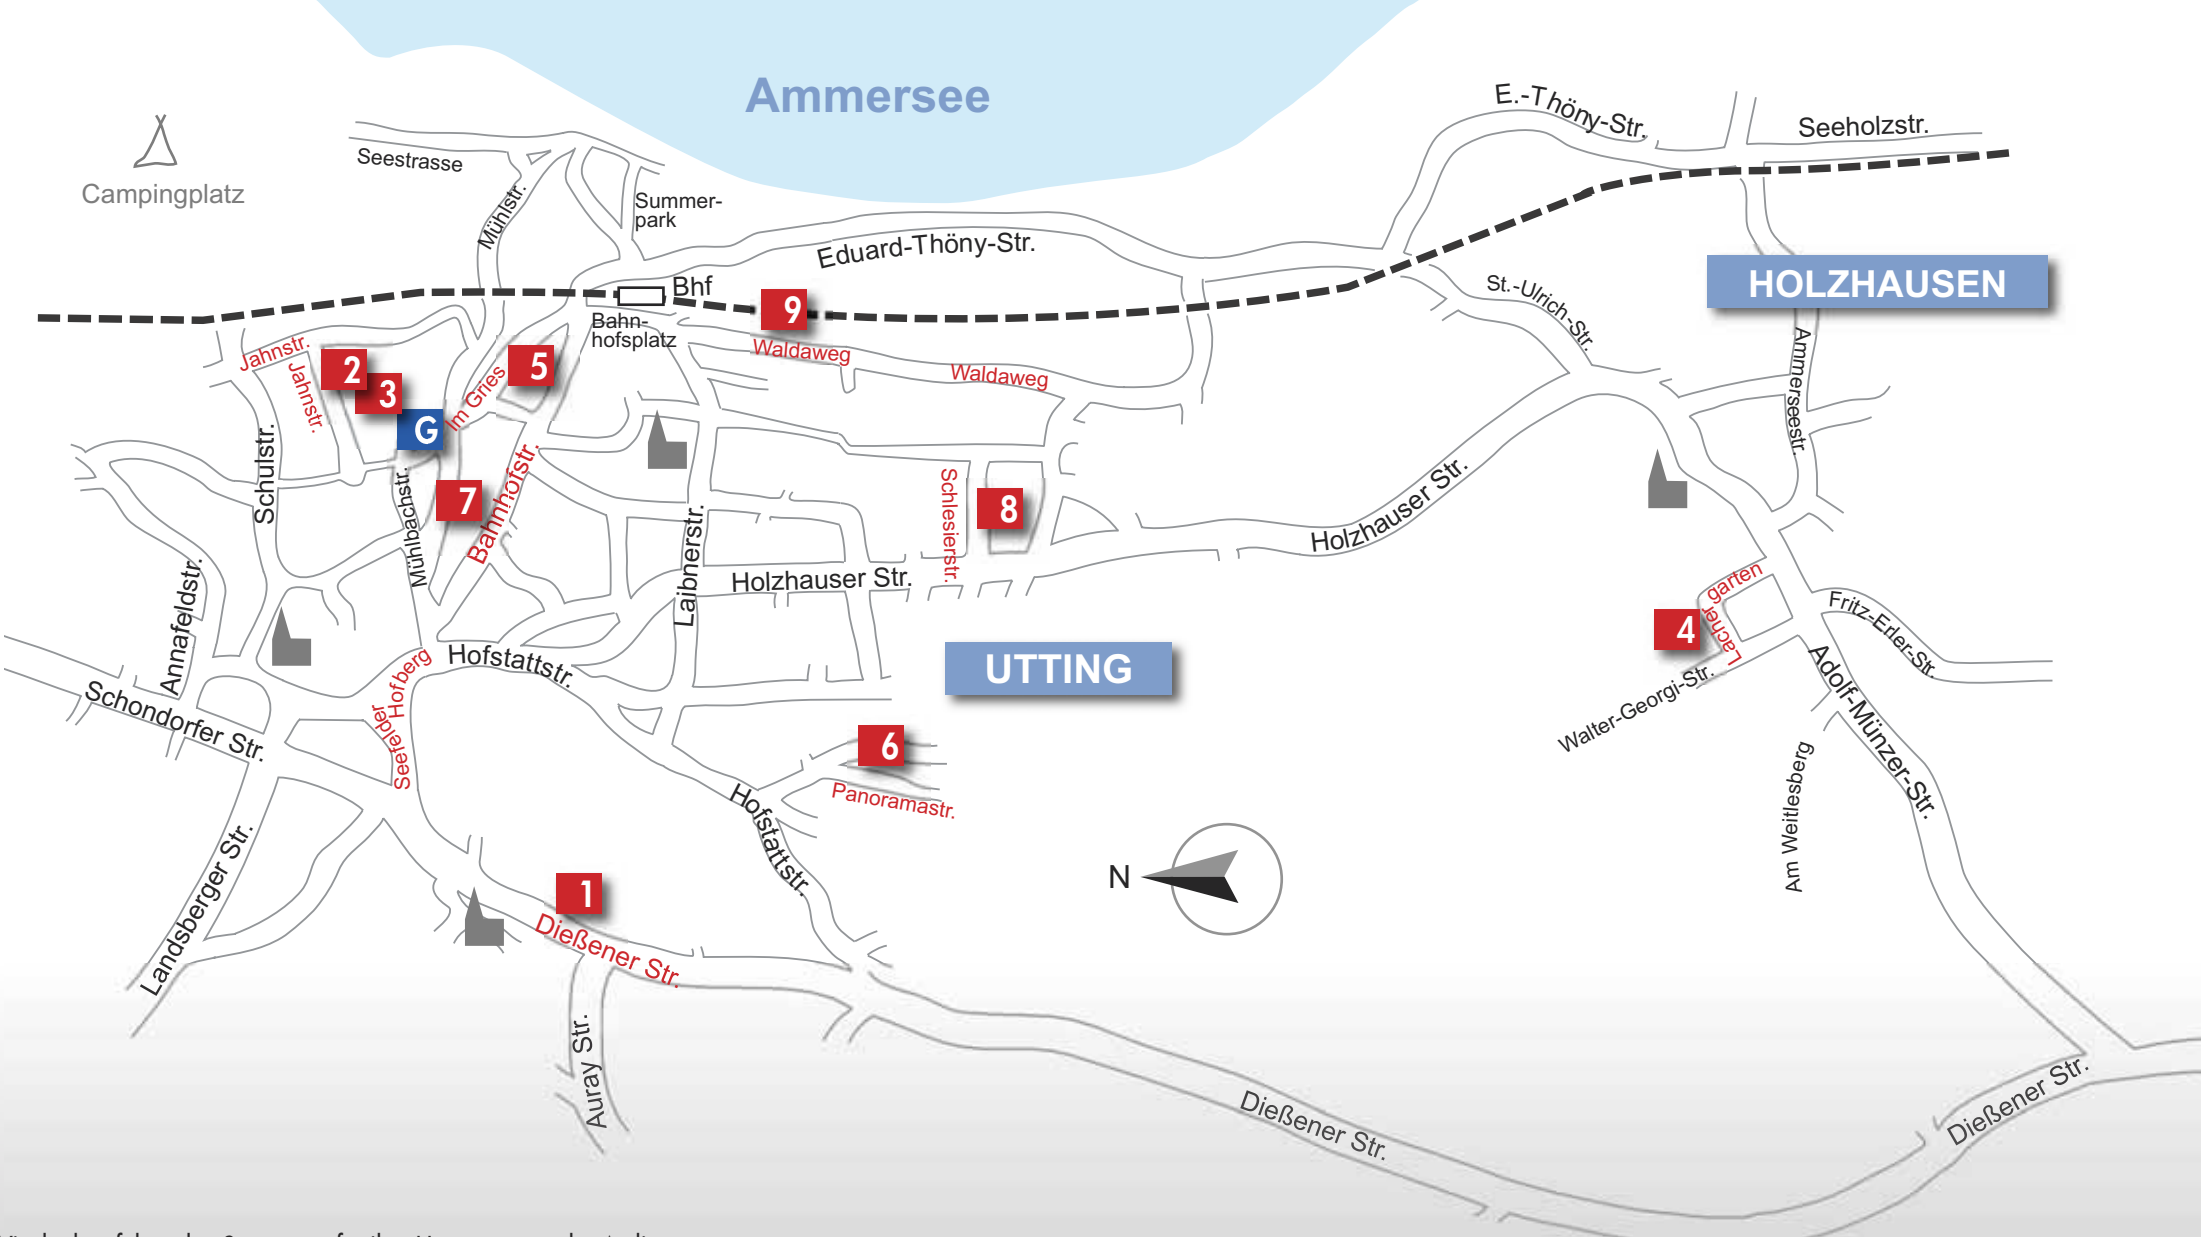 Ammersee
E.-Thöny-Str.
Seeholzstr.
Seestrasse
Campingplatz
Mühlstr.
Summer-
park
Eduard-Thöny-Str.
HOLZHAUSEN
Bhf
St.-Ulrich-Str.
9
Bahn-
hofsplatz
Jahnstr.
2
3
5
Waldaweg
Waldaweg
Ammerseestr.
Jahnstr.
Im Gries
G
Schulstr.
7
Mühlbachstr.
Bahnhofstr.
Laibnerstr.
Schlesierstr.
8
Holzhauser Str.
Holzhauser Str.
Annafeldstr.
garten
Lacher
4
Fritz-Erler-Str.
Hofstattstr.
UTTING
Seefelder
Hofberg
Walter-Georgi-Str.
Adolf-Münzer-Str.
Schondorfer Str.
6
Panoramastr.
Am Weitlesberg
Hofstattstr.
N
Landsberger Str.
1
Dießener Str.
Auray Str.
Dießener Str.
Dießener Str.